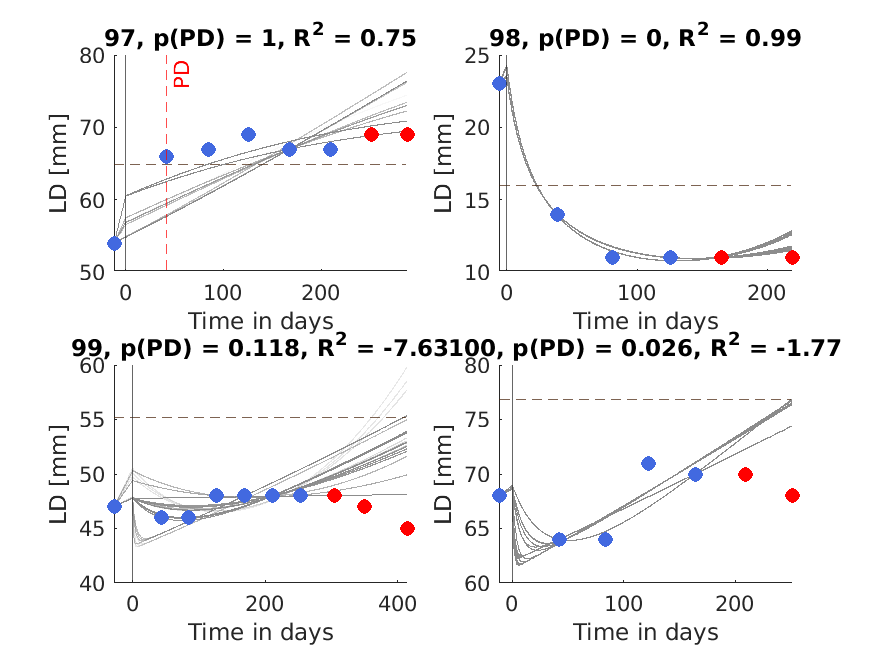 97, p(PD) = 1, R² = 0.75
98, p(PD) = 0, R² = 0.99
80
70
60
50
LD [mm]
PD
0
100
200
Time in days
25
20
15
10
LD [mm]
0
100
200
Time in days
99, p(PD) = 0.118, R² = -7.63
100, p(PD) = 0.026, R² = -1.77
60
55
50
45
40
LD [mm]
0
200
400
Time in days
80
75
70
65
60
LD [mm]
0
100
200
Time in days